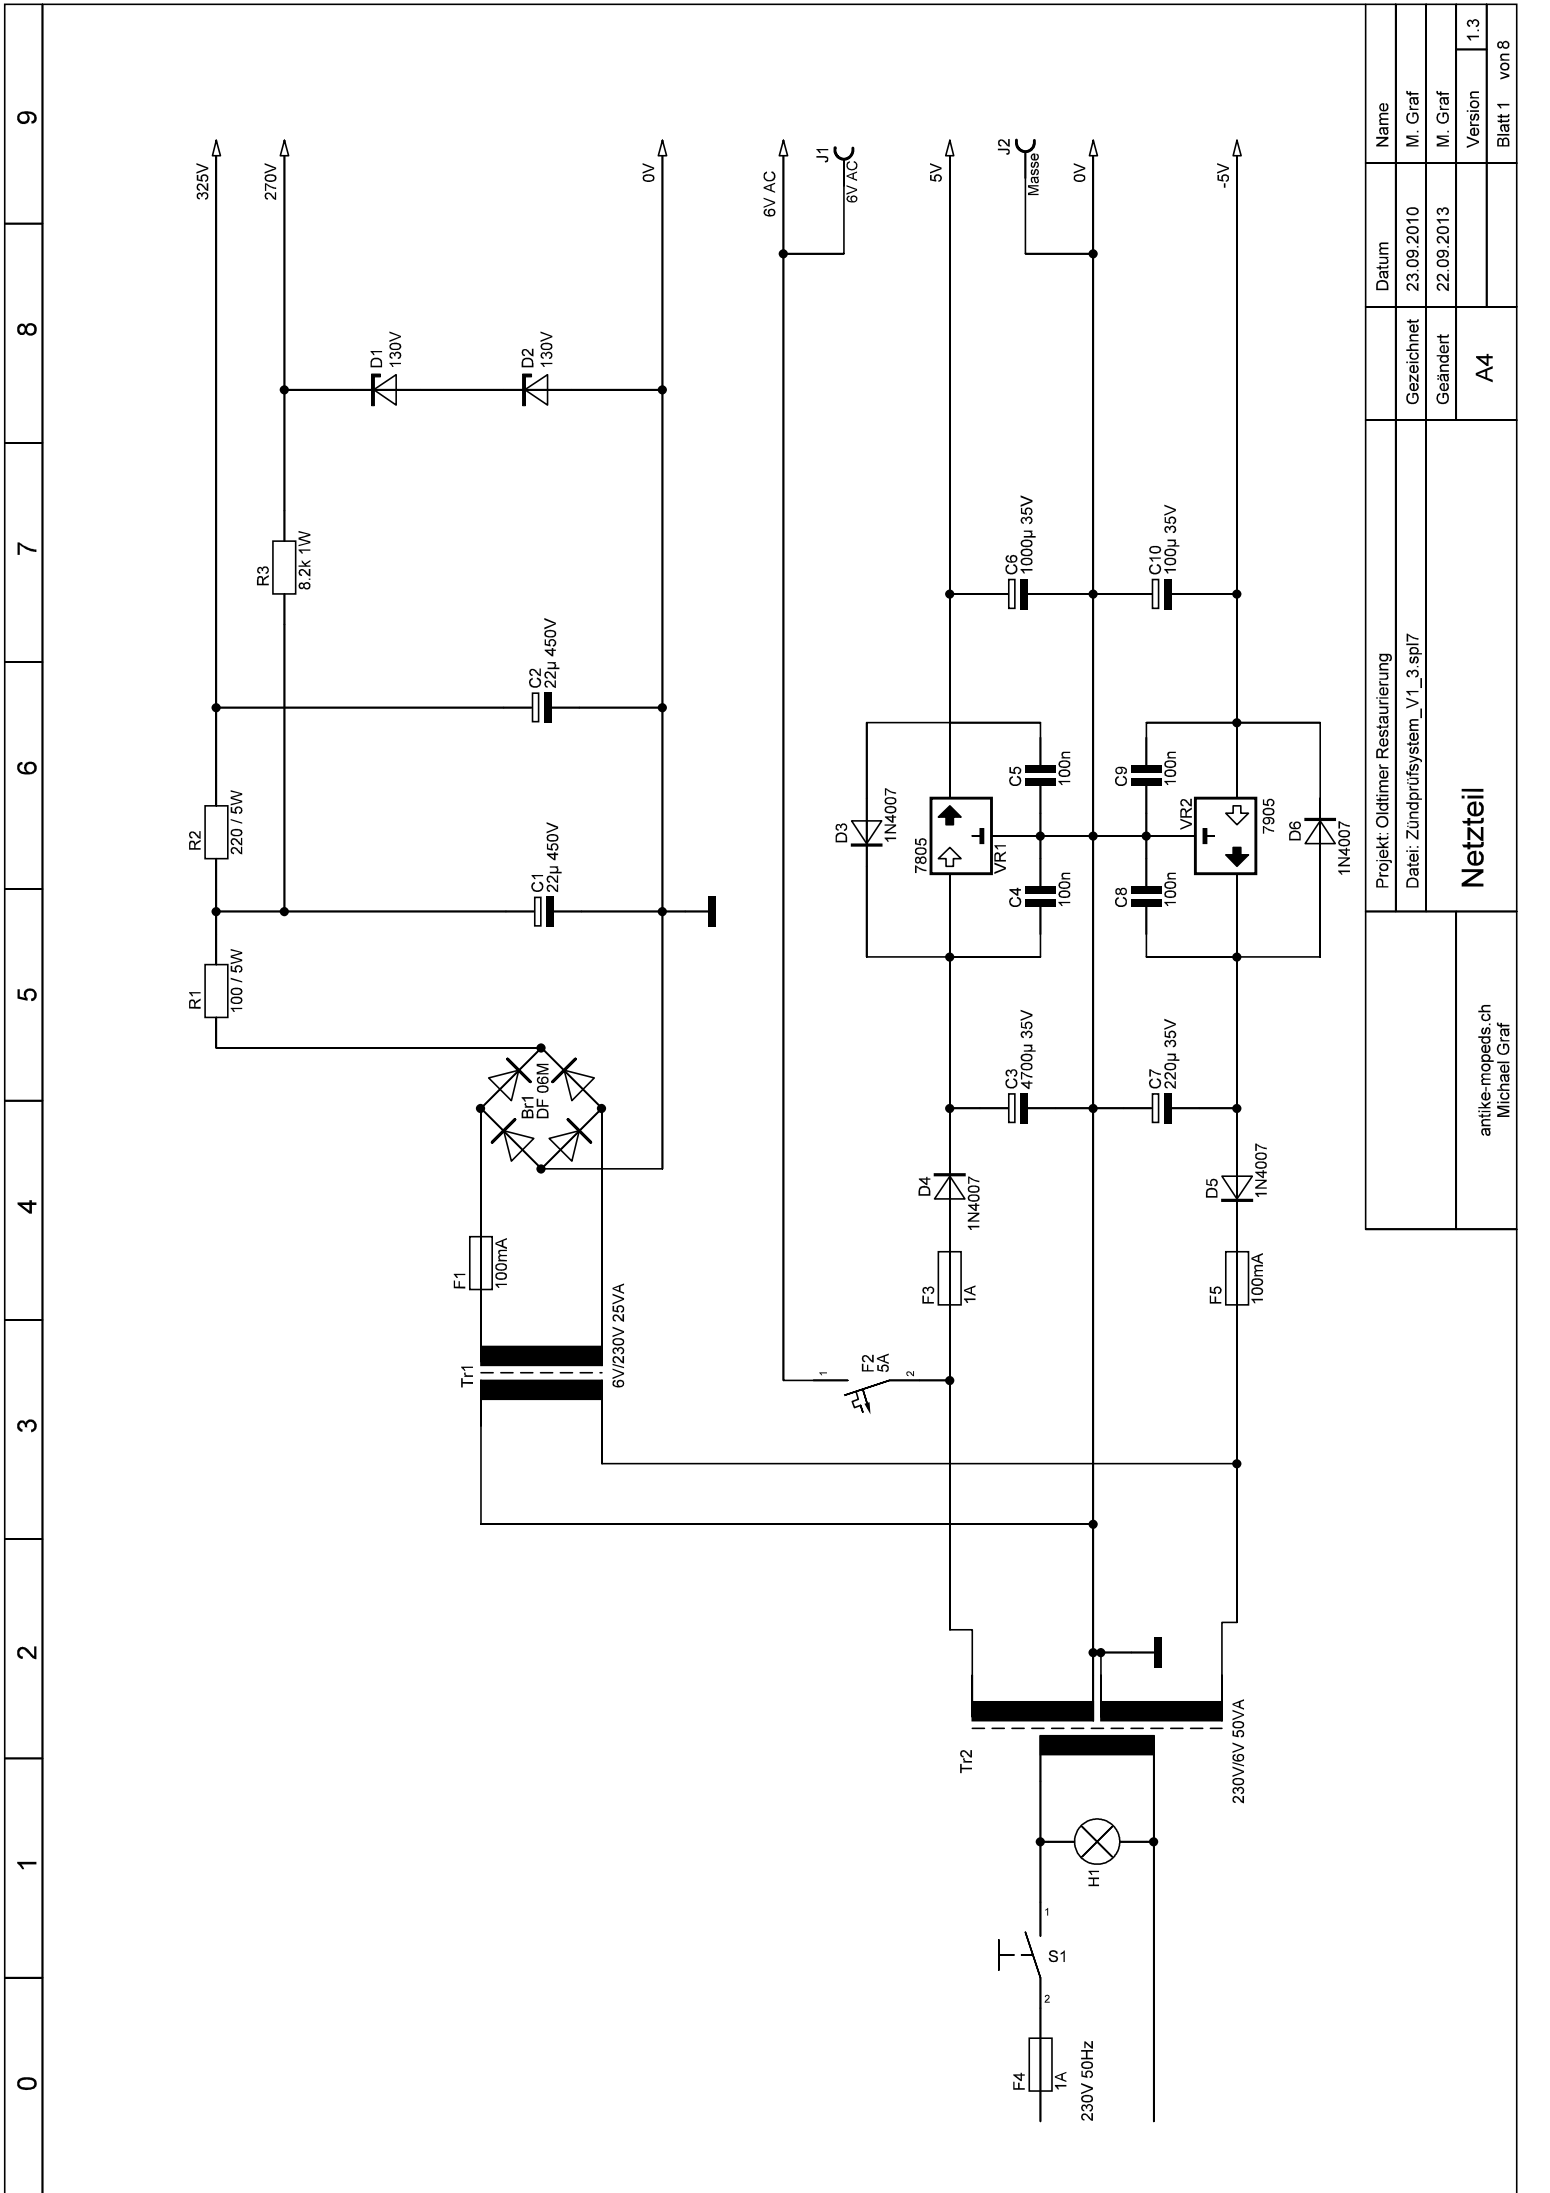 0 1 2 3 4 5 6 7 8 9
325V
270V
0V
R1
100 / 5W
R2
220 / 5W
R3
8.2k 1W
C1
22µ 450V
C2
22µ 450V
D1
130V
D2
130V
Br1
DF 06M
F1
100mA
Tr1
6V/230V 25VA
6V AC
J1
6V AC
F2
5A
1
2
5V
J2
Masse
0V
-5V
D3
1N4007
7805
VR1
C4
100n
C5
100n
C6
1000µ 35V
C3
4700µ 35V
D4
1N4007
F3
1A
C7
220µ 35V
C8
100n
C9
100n
C10
100µ 35V
VR2
7905
D6
1N4007
D5
1N4007
F5
100mA
Tr2
230V/6V 50VA
H1
S1
1
2
F4
1A
230V 50Hz
antike-mopeds.ch
Michael Graf
Projekt: Oldtimer Restaurierung
Datei: Zündprüfsystem_V1_3.spl7
Netzteil
Datum Name
Gezeichnet 23.09.2010 M. Graf
Geändert 22.09.2013 M. Graf
A4
Version 1.3
Blatt 1 von 8